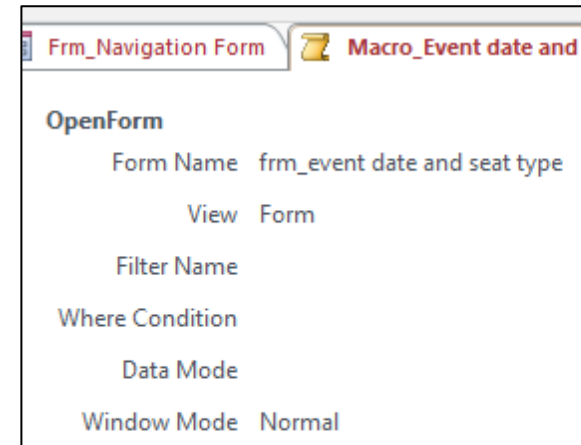 Frm_Navigation Form Macro_Event date and
OpenForm
Form Name frm_event date and seat type
View Form
Filter Name
Where Condition
Data Mode
Window Mode Normal